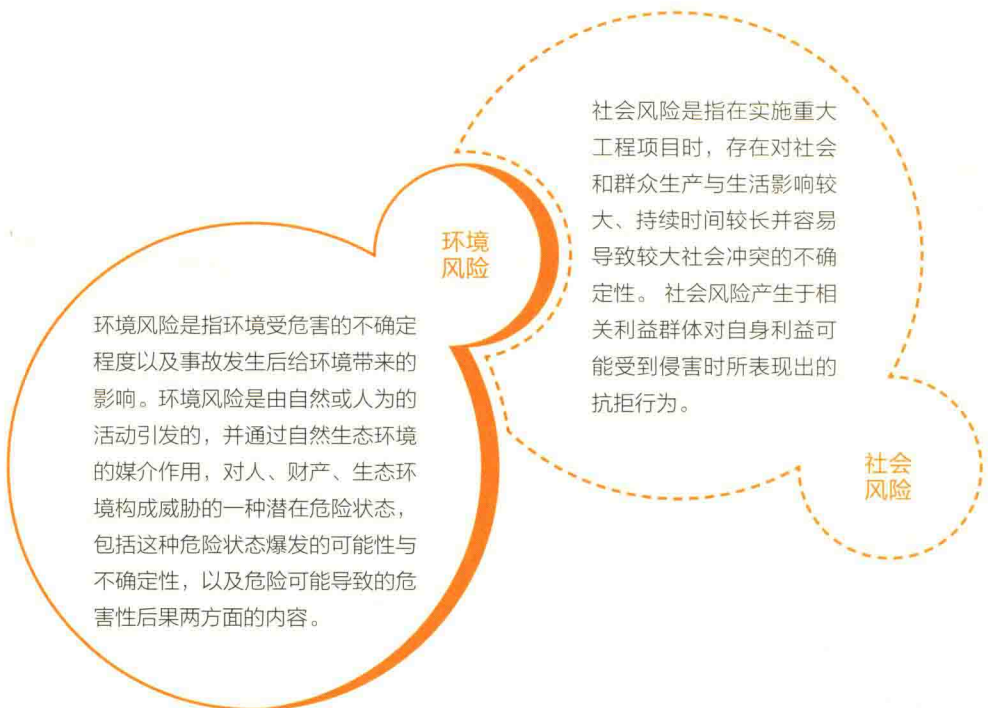 环境
风险
环境风险是指环境受危害的不确定
程度以及事故发生后给环境带来的
影响。环境风险是由自然或人为的
活动引发的，并通过自然生态环境
的媒介作用，对人、财产、生态环
境构成威胁的一种潜在危险状态，
包括这种危险状态爆发的可能性与
不确定性，以及危险可能导致的危
害性后果两方面的内容。
社会风险是指在实施重大
工程项目时，存在对社会
和群众生产与生活影响较
大、持续时间较长并容易
导致较大社会冲突的不确
定性。 社会风险产生于相
关利益群体对自身利益可
能受到侵害时所表现出的
抗拒行为。
社会
风险